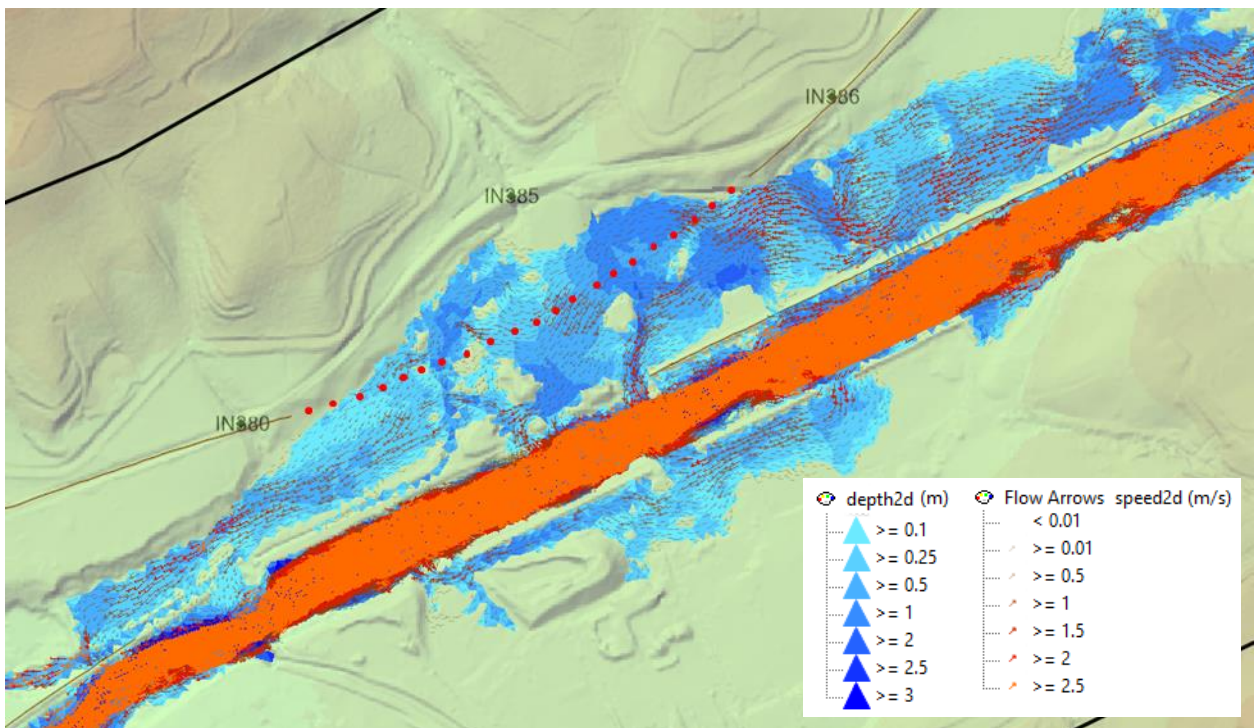 IN386
IN385
IN380
depth2d (m)
>= 0.1
>= 0.25
>= 0.5
>= 1
>= 2
>= 2.5
>= 3
Flow Arrows speed2d (m/s)
< 0.01
>= 0.01
>= 0.5
>= 1
>= 1.5
>= 2
>= 2.5